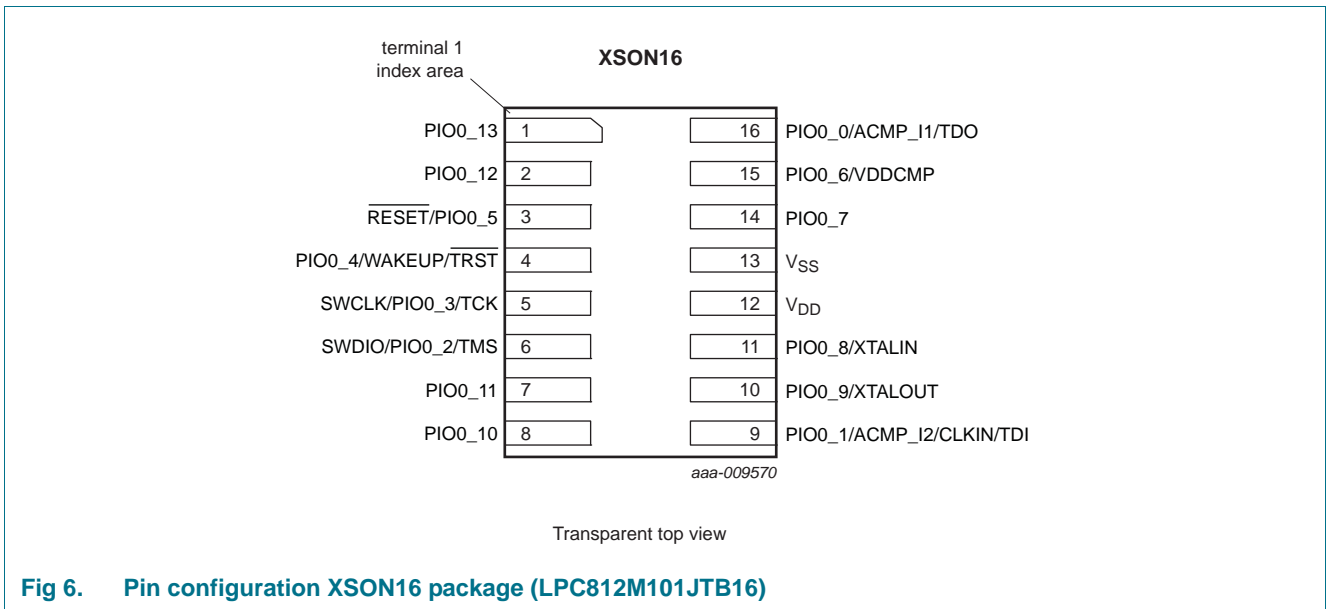 terminal 1
index area
XSON16
PIO0_13 1
16 PIO0_0/ACMP_I1/TDO
PIO0_12 2
15 PIO0_6/VDDCMP
RESET/PIO0_5 3
14 PIO0_7
PIO0_4/WAKEUP/TRST 4
13 VSS
SWCLK/PIO0_3/TCK 5
12 VDD
SWDIO/PIO0_2/TMS 6
11 PIO0_8/XTALIN
PIO0_11 7
10 PIO0_9/XTALOUT
PIO0_10 8
9 PIO0_1/ACMP_I2/CLKIN/TDI
aaa-009570
Transparent top view
Fig 6. Pin configuration XSON16 package (LPC812M101JTB16)